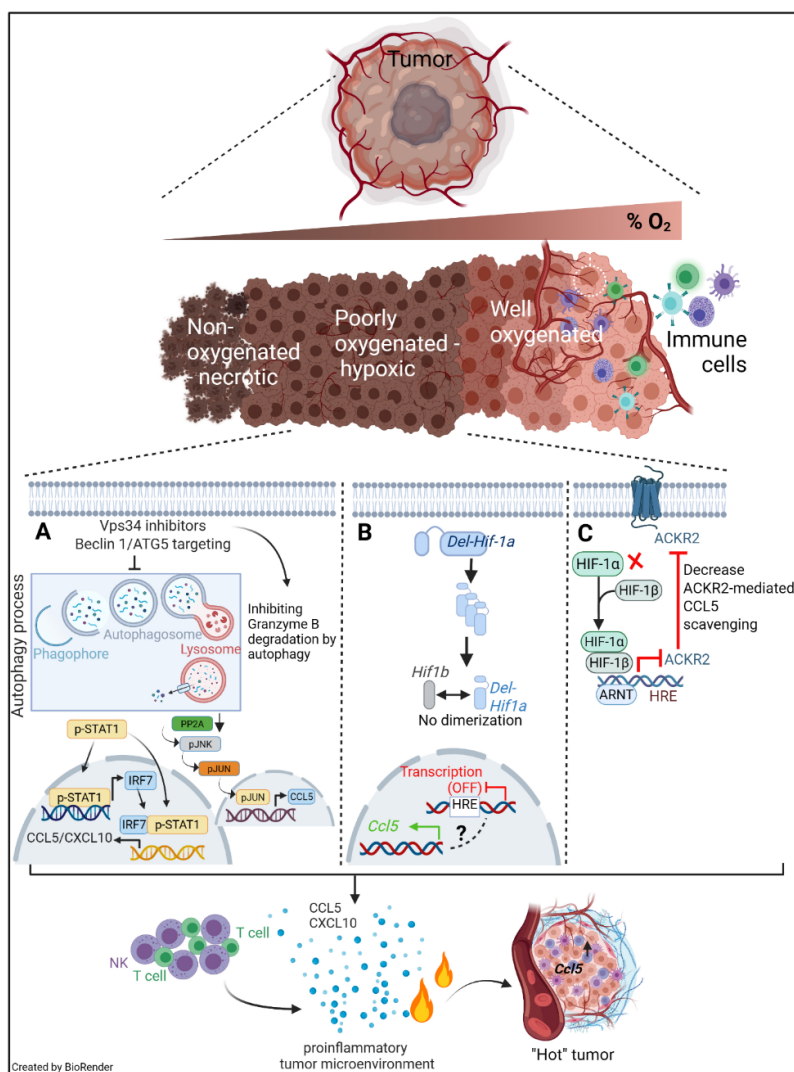 Tumor
% O₂
Non-
oxygenated
- necrotic
Poorly
oxygenated -
hypoxic
Well
oxygenated
Immune
cells
A
Vps34 inhibitors
Beclin 1/ATG5 targeting
Autophagy process
Phagophore
Autophagosome
Lysosome
Inhibiting
Granzyme B
degradation by
autophagy
p-STAT1
PP2A
pJNK
pJUN
p-STAT1
IRF7
IRF7
p-STAT1
CCL5/CXCL10
pJUN
CCL5
B
Del-Hif-1a
Hif1b
Del-
Hif1a
No dimerization
Transcription
(OFF)
HRE
Ccl5
?
C
ACKR2
HIF-1α
HIF-1β
Decrease
ACKR2-mediated
CCL5
scavenging
HIF-1α
HIF-1β
ACKR2
ARNT
HRE
NK
T cell
T cell
CCL5
CXCL10
proinflammatory
tumor microenvironment
Ccl5
"Hot" tumor
Created by BioRender